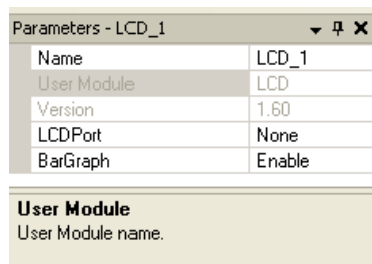 Parameters - LCD_1
Name LCD_1
User Module LCD
Version 1.60
LCDPort None
BarGraph Enable
User Module
User Module name.